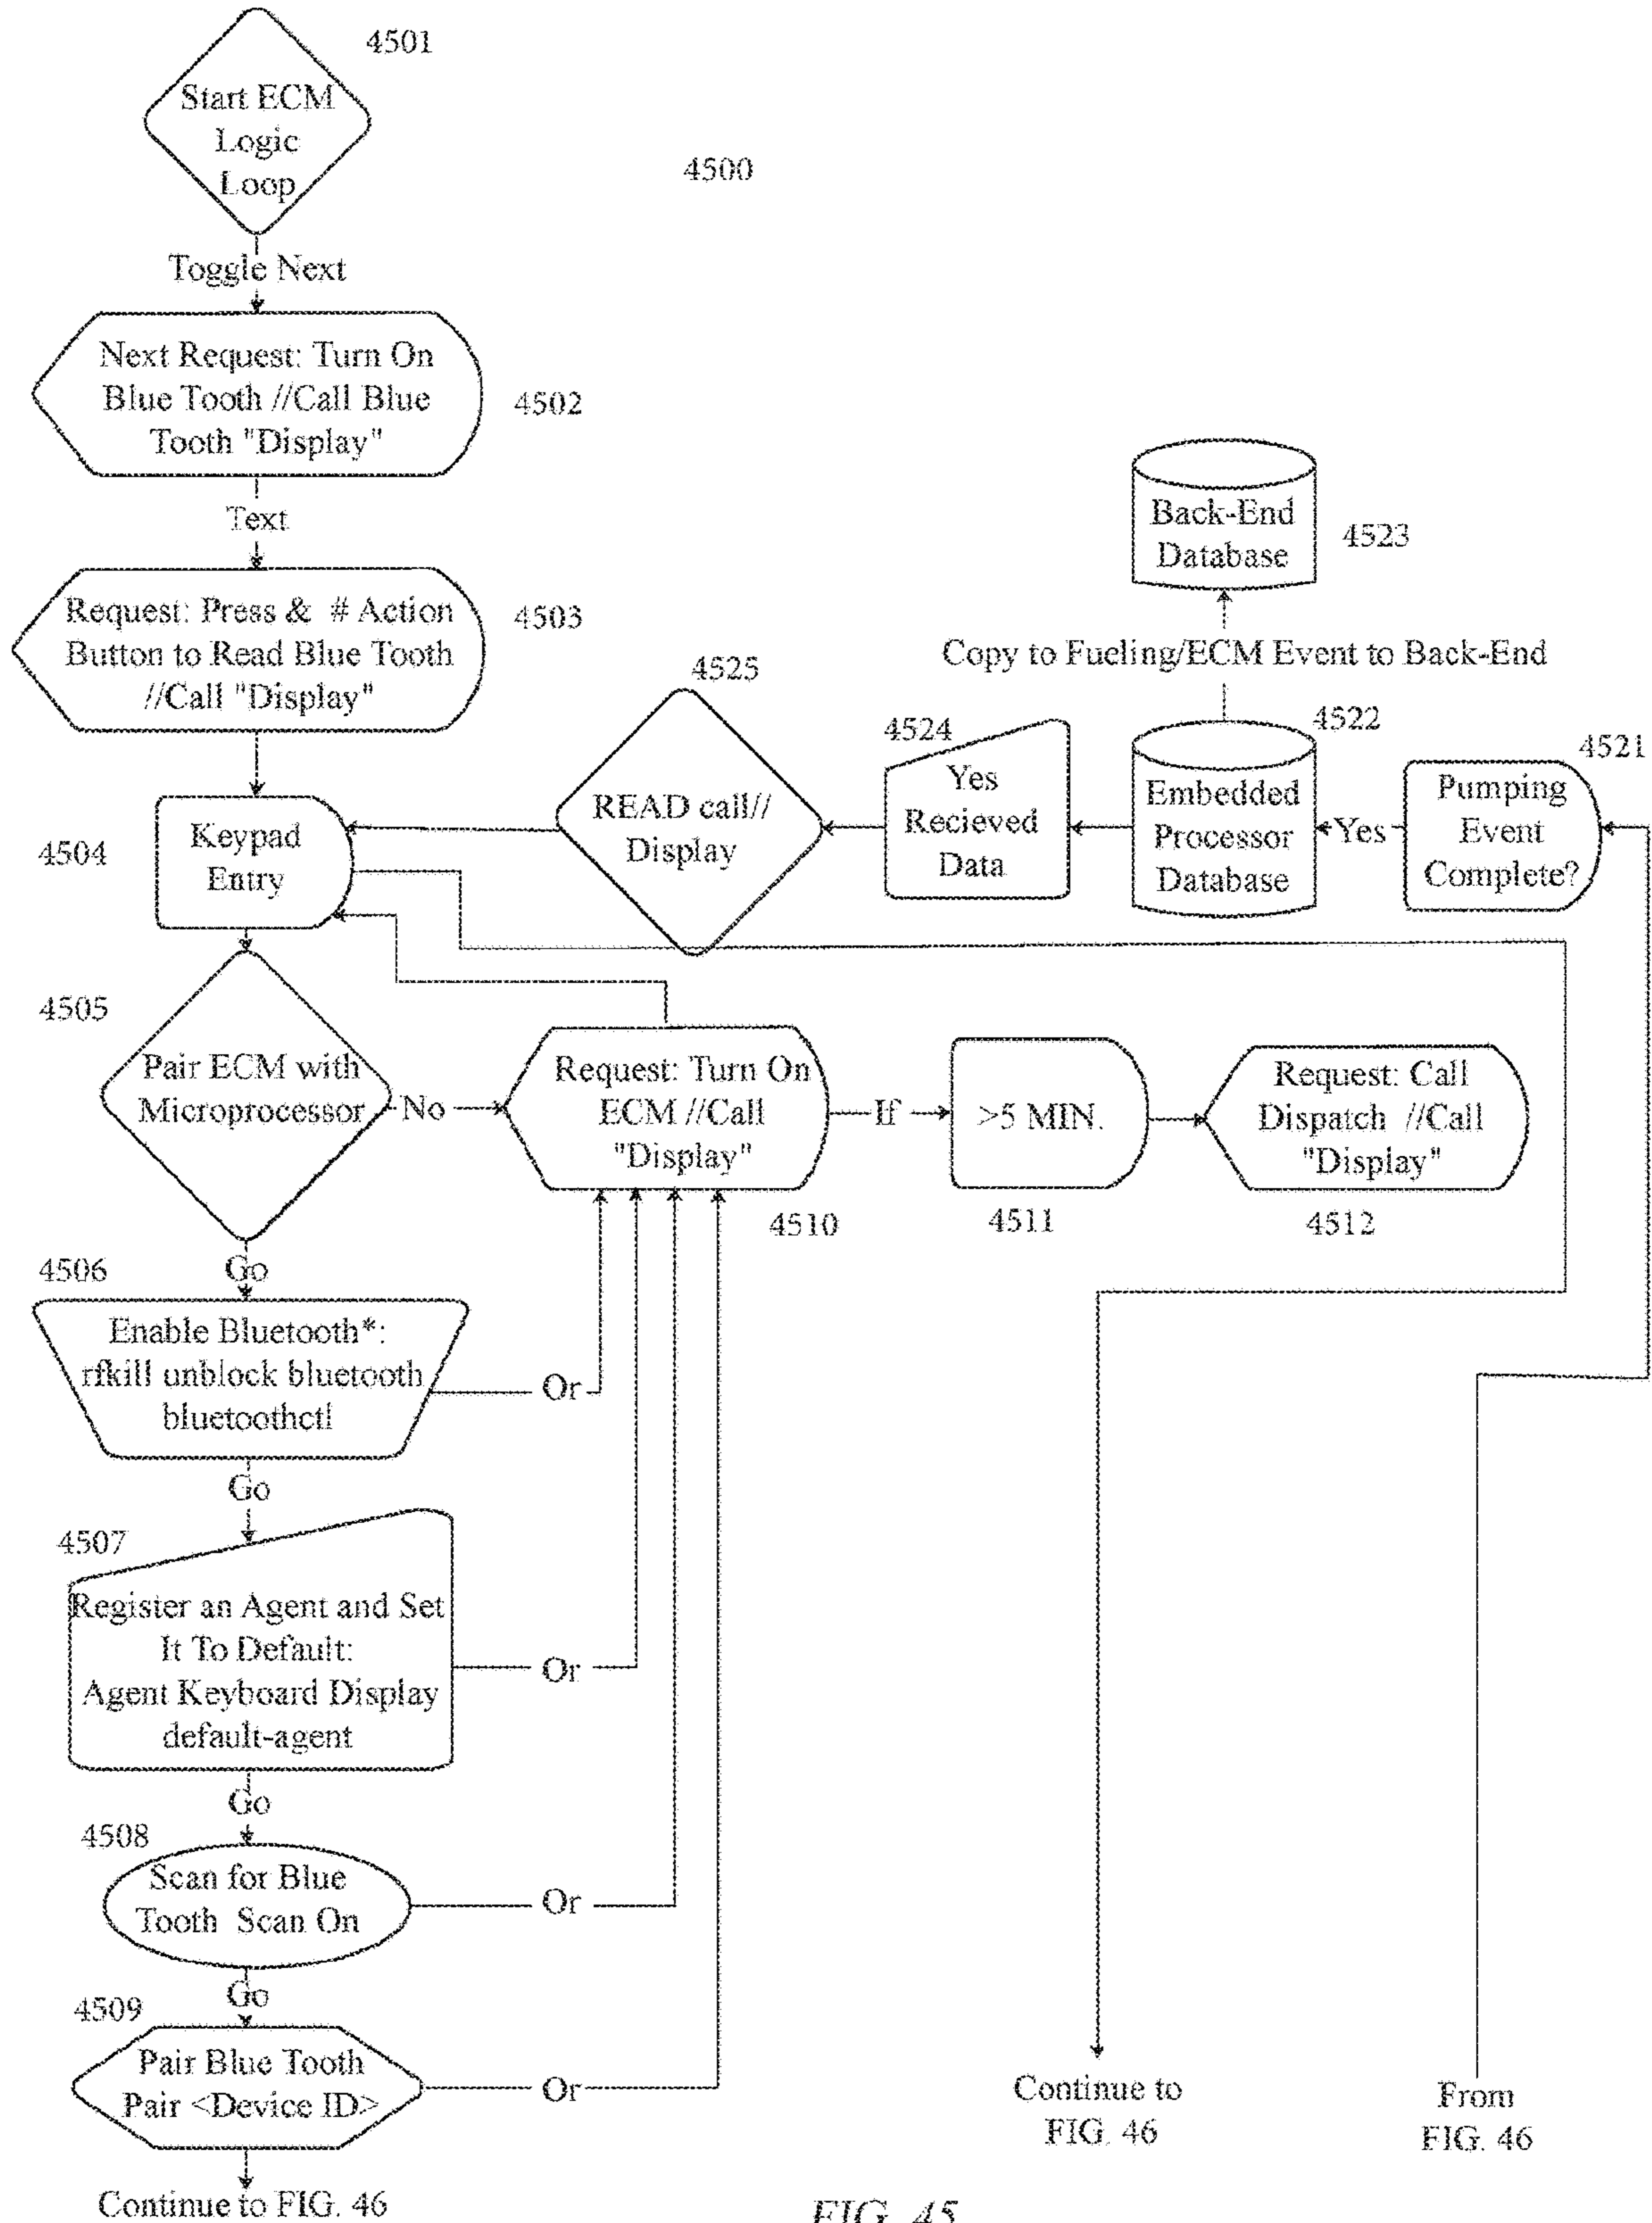 4501
Start ECM
Logic
Loop
4500
Toggle Next
Next Request: Turn On
Blue Tooth //Call Blue
Tooth "Display"
4502
Text
Request: Press & # Action
Button to Read Blue Tooth
//Call "Display"
4503
Back-End
Database
4523
Copy to Fueling/ECM Event to Back-End
4525
READ call//
Display
4524
Yes
Recieved
Data
4522
Embedded
Processor
Database
Yes
4521
Pumping
Event
Complete?
4504
Keypad
Entry
4505
Pair ECM with
Microprocessor
No
Request: Turn On
ECM //Call
"Display"
4510
If
>5 MIN.
4511
Request: Call
Dispatch //Call
"Display"
4512
Go
4506
Enable Bluetooth*:
rfkill unblock bluetooth
bluetoothctl
Or
Go
4507
Register an Agent and Set
It To Default:
Agent Keyboard Display
default-agent
Or
Go
4508
Scan for Blue
Tooth Scan On
Or
Go
4509
Pair Blue Tooth
Pair <Device ID>
Or
Continue to FIG. 46
Continue to
FIG. 46
From
FIG. 46
FIG. 45